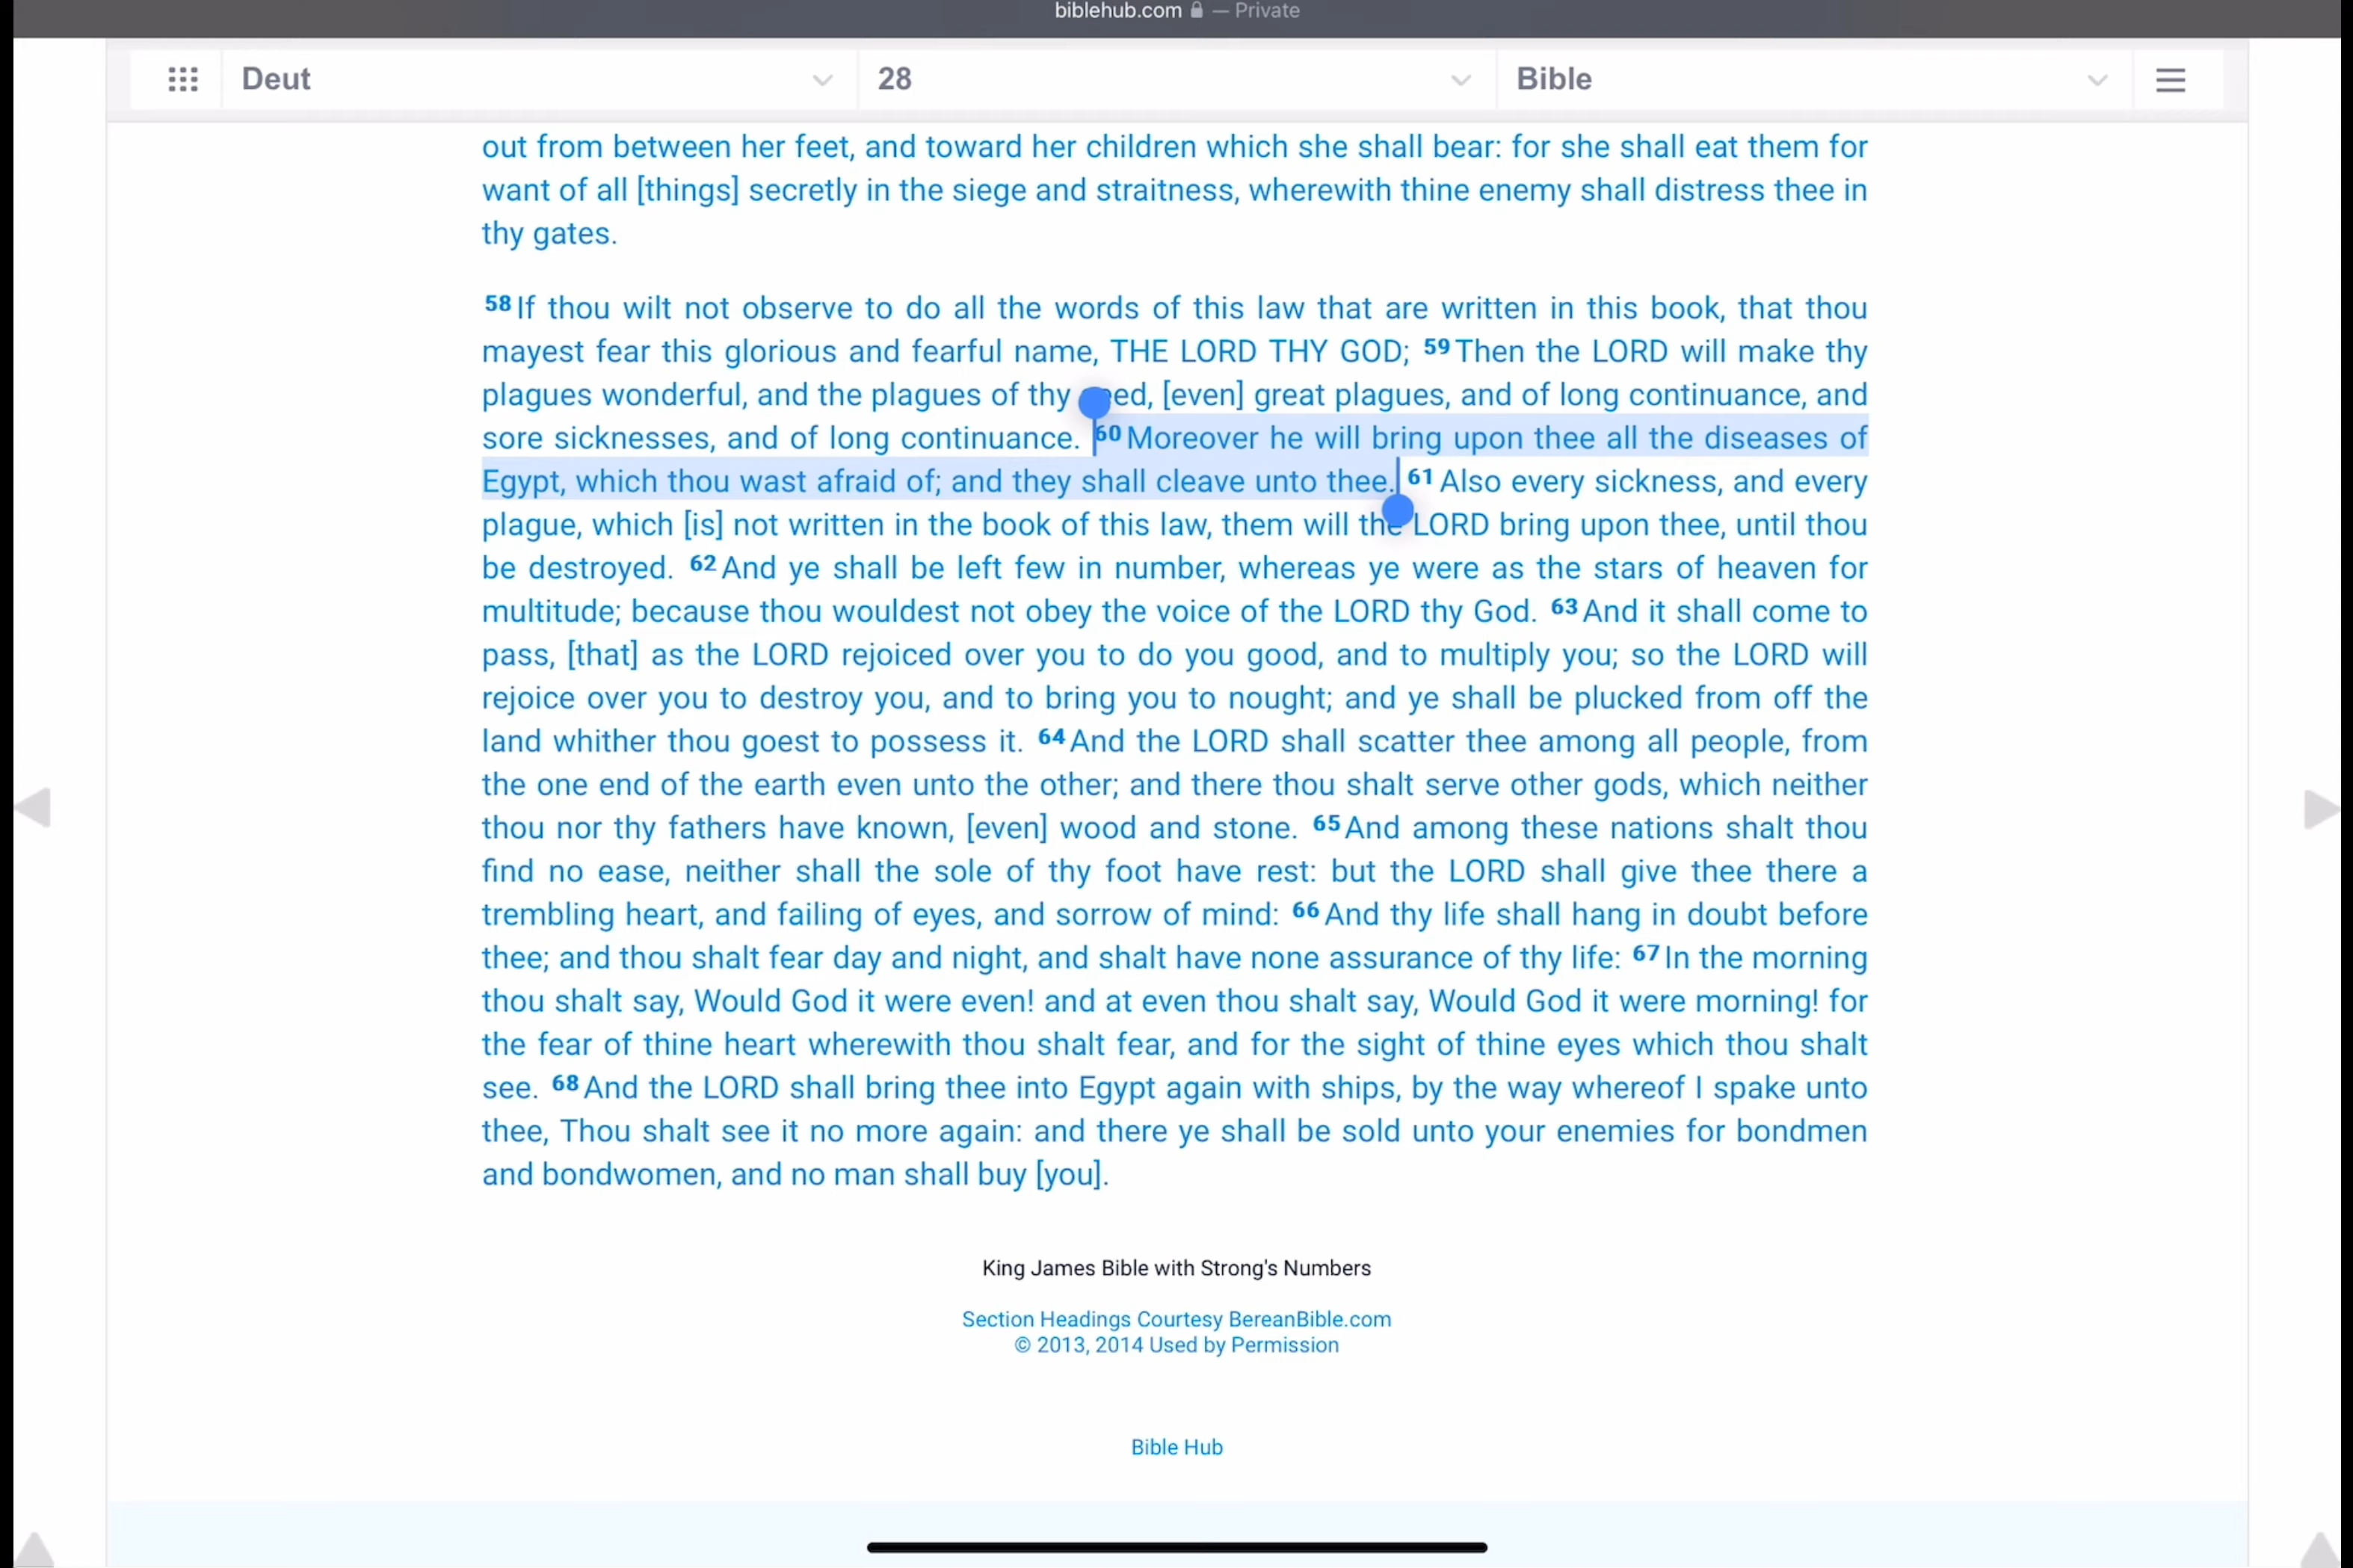 biblehub.com — Private
Deut
28
Bible
out from between her feet, and toward her children which she shall bear: for she shall eat them for
want of all [things] secretly in the siege and straitness, wherewith thine enemy shall distress thee in
thy gates.
58 If thou wilt not observe to do all the words of this law that are written in this book, that thou
mayest fear this glorious and fearful name, THE LORD THY GOD; 59 Then the LORD will make thy
plagues wonderful, and the plagues of thy seed, [even] great plagues, and of long continuance, and
sore sicknesses, and of long continuance. 60 Moreover he will bring upon thee all the diseases of
Egypt, which thou wast afraid of; and they shall cleave unto thee. 61 Also every sickness, and every
plague, which [is] not written in the book of this law, them will the LORD bring upon thee, until thou
be destroyed. 62 And ye shall be left few in number, whereas ye were as the stars of heaven for
multitude; because thou wouldest not obey the voice of the LORD thy God. 63 And it shall come to
pass, [that] as the LORD rejoiced over you to do you good, and to multiply you; so the LORD will
rejoice over you to destroy you, and to bring you to nought; and ye shall be plucked from off the
land whither thou goest to possess it. 64 And the LORD shall scatter thee among all people, from
the one end of the earth even unto the other; and there thou shalt serve other gods, which neither
thou nor thy fathers have known, [even] wood and stone. 65 And among these nations shalt thou
find no ease, neither shall the sole of thy foot have rest: but the LORD shall give thee there a
trembling heart, and failing of eyes, and sorrow of mind: 66 And thy life shall hang in doubt before
thee; and thou shalt fear day and night, and shalt have none assurance of thy life: 67 In the morning
thou shalt say, Would God it were even! and at even thou shalt say, Would God it were morning! for
the fear of thine heart wherewith thou shalt fear, and for the sight of thine eyes which thou shalt
see. 68 And the LORD shall bring thee into Egypt again with ships, by the way whereof I spake unto
thee, Thou shalt see it no more again: and there ye shall be sold unto your enemies for bondmen
and bondwomen, and no man shall buy [you].
King James Bible with Strong's Numbers
Section Headings Courtesy BereanBible.com
© 2013, 2014 Used by Permission
Bible Hub